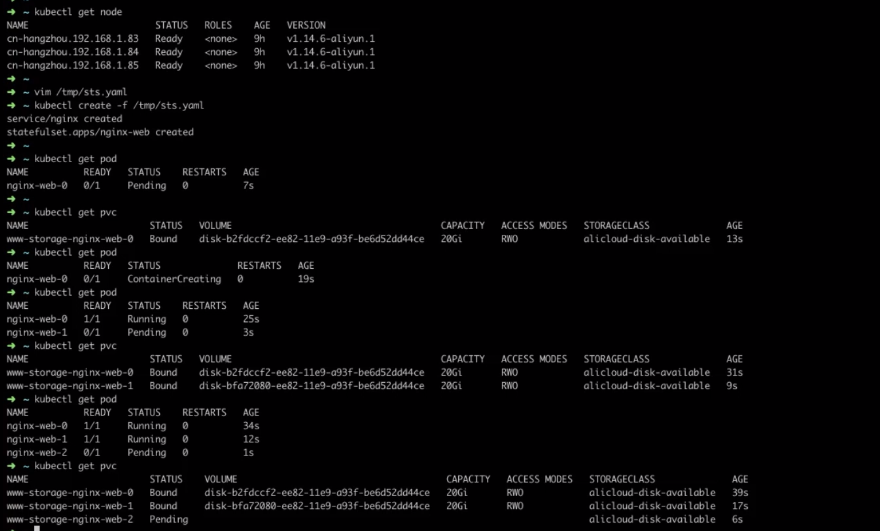 ➜ ~ kubectl get node
NAME STATUS ROLES AGE VERSION
cn-hangzhou.192.168.1.83 Ready <none> 9h v1.14.6-aliyun.1
cn-hangzhou.192.168.1.84 Ready <none> 9h v1.14.6-aliyun.1
cn-hangzhou.192.168.1.85 Ready <none> 9h v1.14.6-aliyun.1
➜ ~
➜ ~ vim /tmp/sts.yaml
➜ ~ kubectl create -f /tmp/sts.yaml
service/nginx created
statefulset.apps/nginx-web created
➜ ~
➜ ~ kubectl get pod
NAME READY STATUS RESTARTS AGE
nginx-web-0 0/1 Pending 0 7s
➜ ~
➜ ~ kubectl get pvc
NAME STATUS VOLUME CAPACITY ACCESS MODES STORAGECLASS AGE
www-storage-nginx-web-0 Bound disk-b2fdccf2-ee82-11e9-a93f-be6d52dd44ce 20Gi RWO alicloud-disk-available 13s
➜ ~ kubectl get pod
NAME READY STATUS RESTARTS AGE
nginx-web-0 0/1 ContainerCreating 0 19s
➜ ~ kubectl get pod
NAME READY STATUS RESTARTS AGE
nginx-web-0 1/1 Running 0 25s
nginx-web-1 0/1 Pending 0 3s
➜ ~ kubectl get pvc
NAME STATUS VOLUME CAPACITY ACCESS MODES STORAGECLASS AGE
www-storage-nginx-web-0 Bound disk-b2fdccf2-ee82-11e9-a93f-be6d52dd44ce 20Gi RWO alicloud-disk-available 31s
www-storage-nginx-web-1 Bound disk-bfa72080-ee82-11e9-a93f-be6d52dd44ce 20Gi RWO alicloud-disk-available 9s
➜ ~ kubectl get pod
NAME READY STATUS RESTARTS AGE
nginx-web-0 1/1 Running 0 34s
nginx-web-1 1/1 Running 0 12s
nginx-web-2 0/1 Pending 0 1s
➜ ~ kubectl get pvc
NAME STATUS VOLUME CAPACITY ACCESS MODES STORAGECLASS AGE
www-storage-nginx-web-0 Bound disk-b2fdccf2-ee82-11e9-a93f-be6d52dd44ce 20Gi RWO alicloud-disk-available 39s
www-storage-nginx-web-1 Bound disk-bfa72080-ee82-11e9-a93f-be6d52dd44ce 20Gi RWO alicloud-disk-available 17s
www-storage-nginx-web-2 Pending alicloud-disk-available 6s